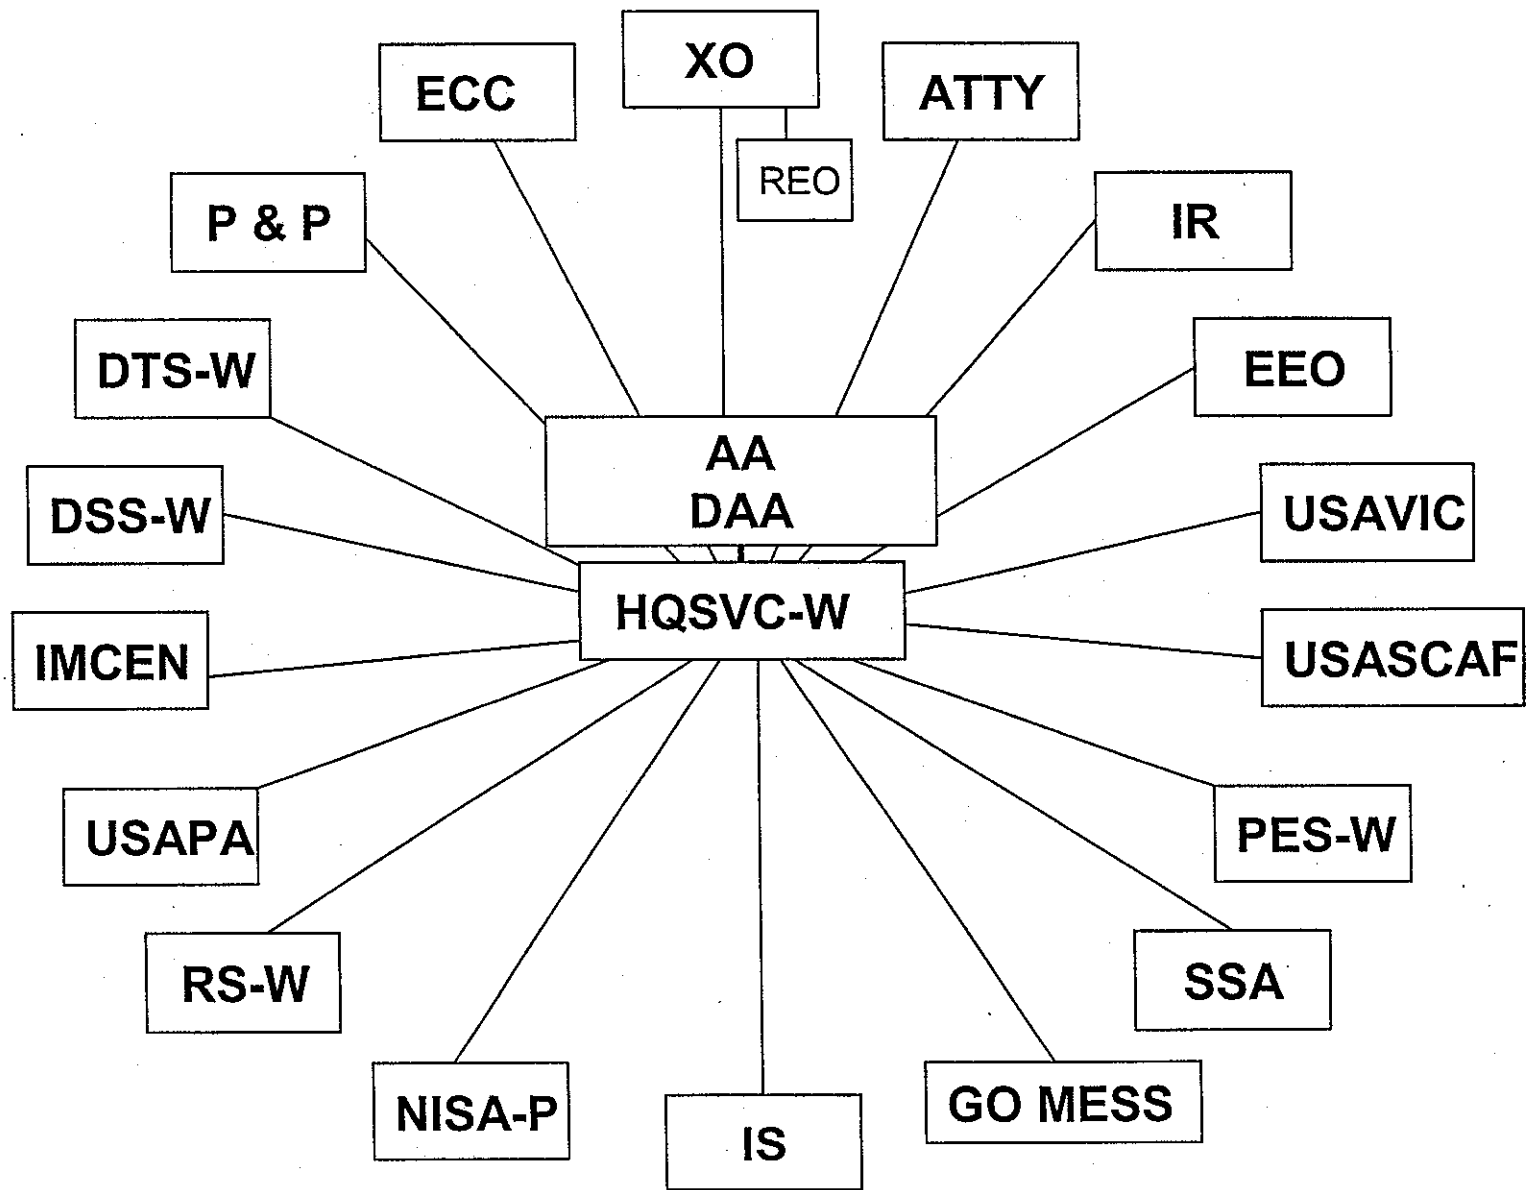 XO
ECC
ATTY
REO
P & P
IR
DTS-W
EEO
AA
DAA
DSS-W
USAVIC
HQSVC-W
IMCEN
USASCAF
USAPA
PES-W
RS-W
SSA
NISA-P
IS
GO MESS